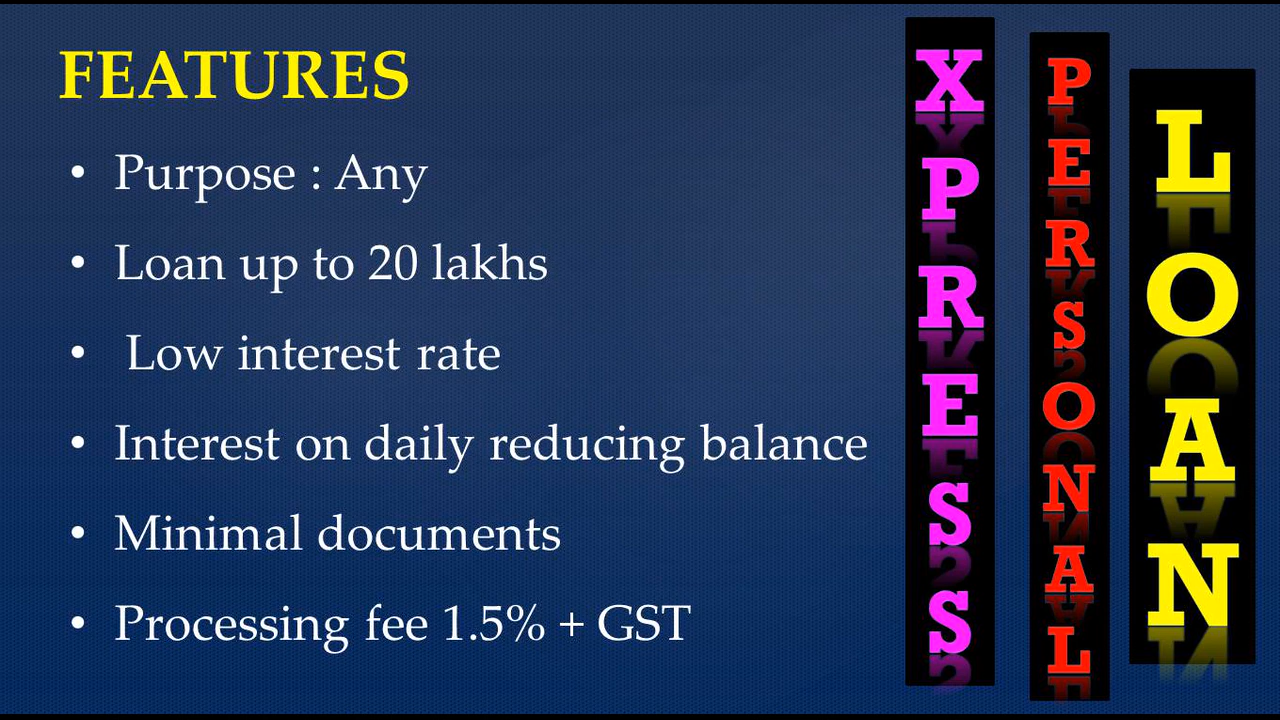 FEATURES
• Purpose : Any
• Loan up to 20 lakhs
• Low interest rate
• Interest on daily reducing balance
• Minimal documents
• Processing fee 1.5% + GST
XPRESS
PERSONAL
LOAN